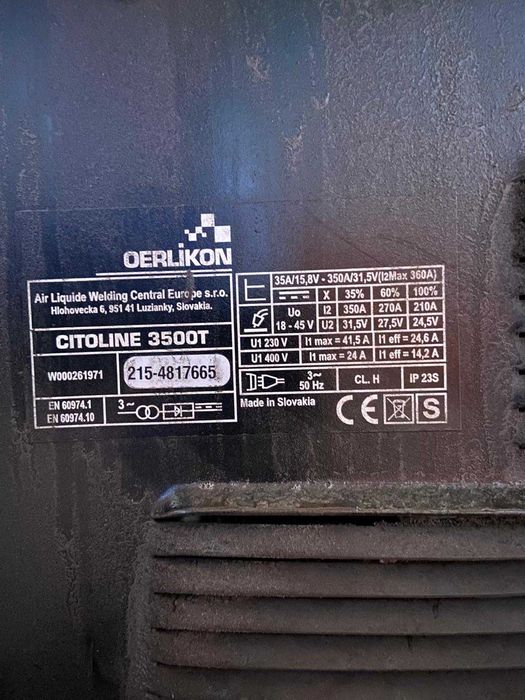 OERLiKON
Air Liquide Welding Central Europe s.r.o.
Hlohovecka 6, 951 41 Luzianky, Slovakia.
CITOLINE 3500T
W000261971
215-4817665
EN 60974.1
EN 60974.10
3~
35A/15,8V - 350A/31,5V(I2Max 360A)
X 35% 60% 100%
Uo I2 350A 270A 210A
18 - 45 V U2 31,5V 27,5V 24,5V
U1 230 V I1 max = 41,5 A I1 eff = 24,6 A
U1 400 V I1 max = 24 A I1 eff = 14,2 A
3~
50 Hz
CL. H
IP 23S
Made in Slovakia
CE
S